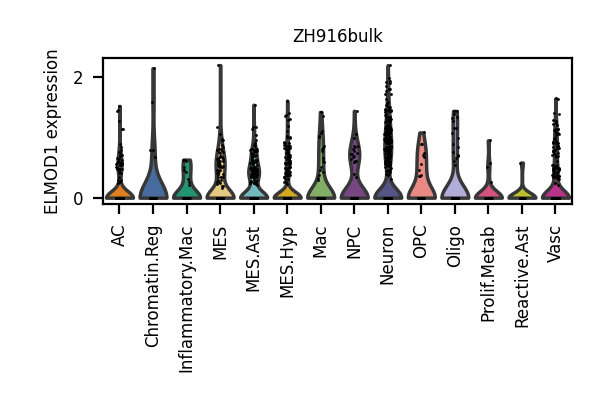 ZH916bulk
ELMOD1 expression
2
0
AC
Chromatin.Reg
Inflammatory.Mac
MES
MES.Ast
MES.Hyp
Mac
NPC
Neuron
OPC
Oligo
Prolif.Metab
Reactive.Ast
Vasc